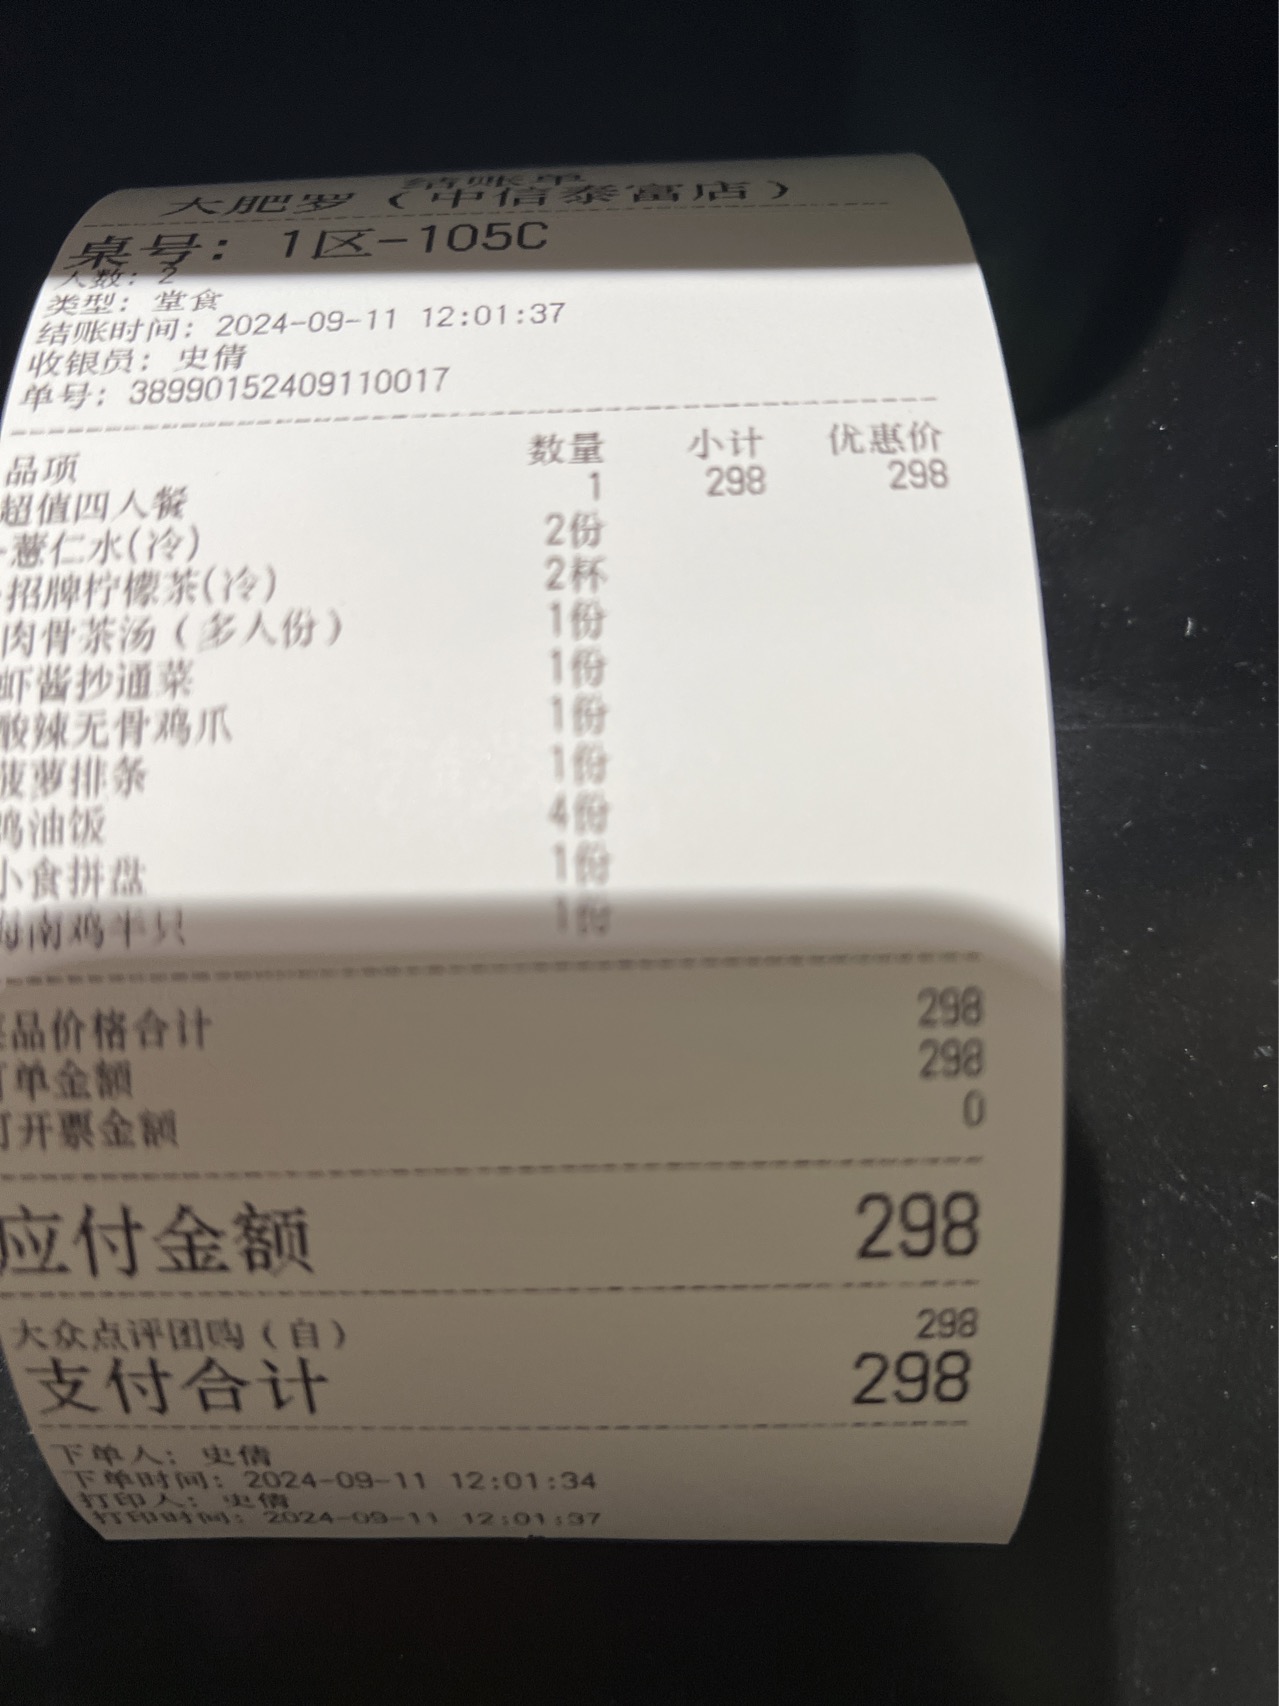 结账单
大肥罗（中信泰富店）
桌号：1区-105C
人数：2
类型：堂食
结账时间：2024-09-11 12:01:37
收银员：史倩
单号：38990152409110017
品项 数量 小计 优惠价
超值四人餐 1 298 298
-薏仁水(冷) 2份
-招牌柠檬茶(冷) 2杯
肉骨茶汤（多人份） 1份
虾酱抄通菜 1份
酸辣无骨鸡爪 1份
菠萝排条 1份
鸡油饭 4份
小食拼盘 1份
海南鸡半只 1份
菜品价格合计 298
订单金额 298
可开票金额 0
应付金额 298
大众点评团购（自） 298
支付合计 298
下单人：史倩
下单时间：2024-09-11 12:01:34
打印人：史倩
打印时间：2024-09-11 12:01:37